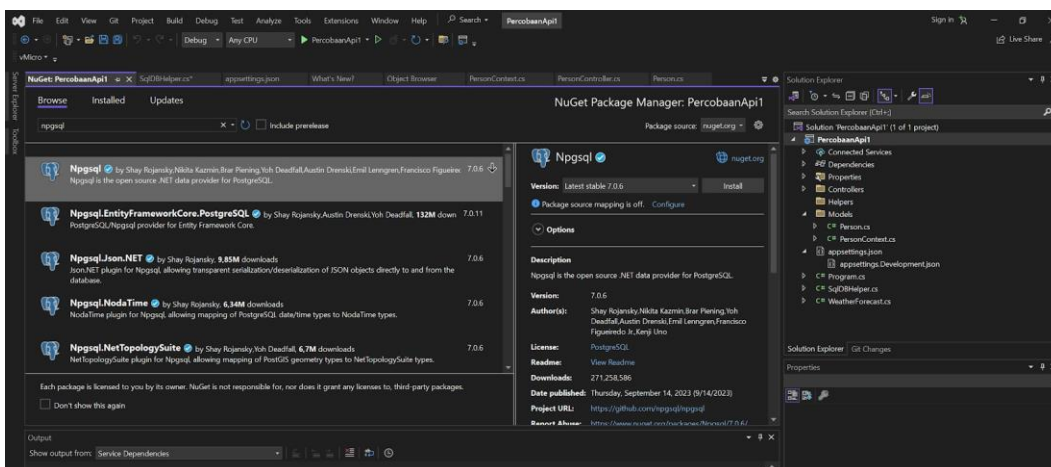 File Edit View Git Project Build Debug Test Analyze Tools Extensions Window Help Search PercobaanApi1 Sign in
Debug Any CPU PercobaanApi1 Live Share
vMicro
Server Explorer
Toolbox
NuGet: PercobaanApi1 SqlDBHelper.cs* appsettings.json What's New? Object Browser PersonContext.cs PersonController.cs Person.cs
Browse Installed Updates
NuGet Package Manager: PercobaanApi1
npgsql Include prerelease
Package source: nuget.org
Npgsql by Shay Rojansky,Nikita Kazmin,Brar Piening,Yoh Deadfall,Austin Drenski,Emil Lenngren,Francisco Figueire 7.0.6
Npgsql is the open source .NET data provider for PostgreSQL.
Npgsql.EntityFrameworkCore.PostgreSQL by Shay Rojansky,Austin Drenski,Yoh Deadfall, 132M down 7.0.11
PostgreSQL/Npgsql provider for Entity Framework Core.
Npgsql.Json.NET by Shay Rojansky, 9,85M downloads 7.0.6
Json.NET plugin for Npgsql, allowing transparent serialization/deserialization of JSON objects directly to and from the
database.
Npgsql.NodaTime by Shay Rojansky, 6,34M downloads 7.0.6
NodaTime plugin for Npgsql, allowing mapping of PostgreSQL date/time types to NodaTime types.
Npgsql.NetTopologySuite by Shay Rojansky,Yoh Deadfall, 6,7M downloads 7.0.6
NetTopologySuite plugin for Npgsql, allowing mapping of PostGIS geometry types to NetTopologySuite types.
Each package is licensed to you by its owner. NuGet is not responsible for, nor does it grant any licenses to, third-party packages.
Don't show this again
Npgsql nuget.org
Version: Latest stable 7.0.6 Install
Package source mapping is off. Configure
Options
Description
Npgsql is the open source .NET data provider for PostgreSQL.
Version: 7.0.6
Author(s): Shay Rojansky,Nikita Kazmin,Brar Piening,Yoh
Deadfall,Austin Drenski,Emil Lenngren,Francisco
Figueiredo Jr.,Kenji Uno
License: PostgreSQL
Readme: View Readme
Downloads: 271,258,586
Date published: Thursday, September 14, 2023 (9/14/2023)
Project URL: https://github.com/npgsql/npgsql
Report Abuse: https://www.nuget.org/packages/Npgsql/7.0.6/
Output
Show output from: Service Dependencies
Solution Explorer
Search Solution Explorer (Ctrl+;)
Solution 'PercobaanApi1' (1 of 1 project)
PercobaanApi1
Connected Services
Dependencies
Properties
Controllers
Helpers
Models
C# Person.cs
C# PersonContext.cs
appsettings.json
appsettings.Development.json
C# Program.cs
C# SqlDBHelper.cs
C# WeatherForecast.cs
Solution Explorer Git Changes
Properties